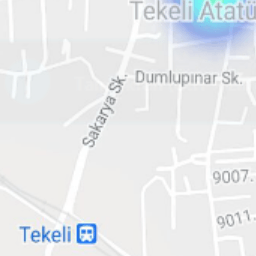 Tekeli Atatü
Dumlupınar Sk.
Sakarya Sk.
9007.
9011.
Tekeli